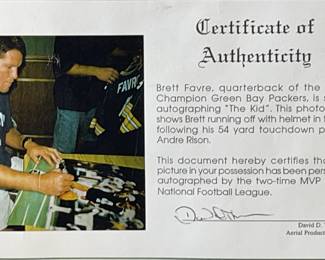 Certificate of
Authenticity
FAVR
Brett Favre, quarterback of the
Champion Green Bay Packers, is s
autographing "The Kid". This photo
shows Brett running off with helmet in t
following his 54 yard touchdown p
Andre Rison.
This document hereby certifies tha
picture in your possession has been pers
autographed by the two-time MVP
National Football League.
David D.
Aerial Product